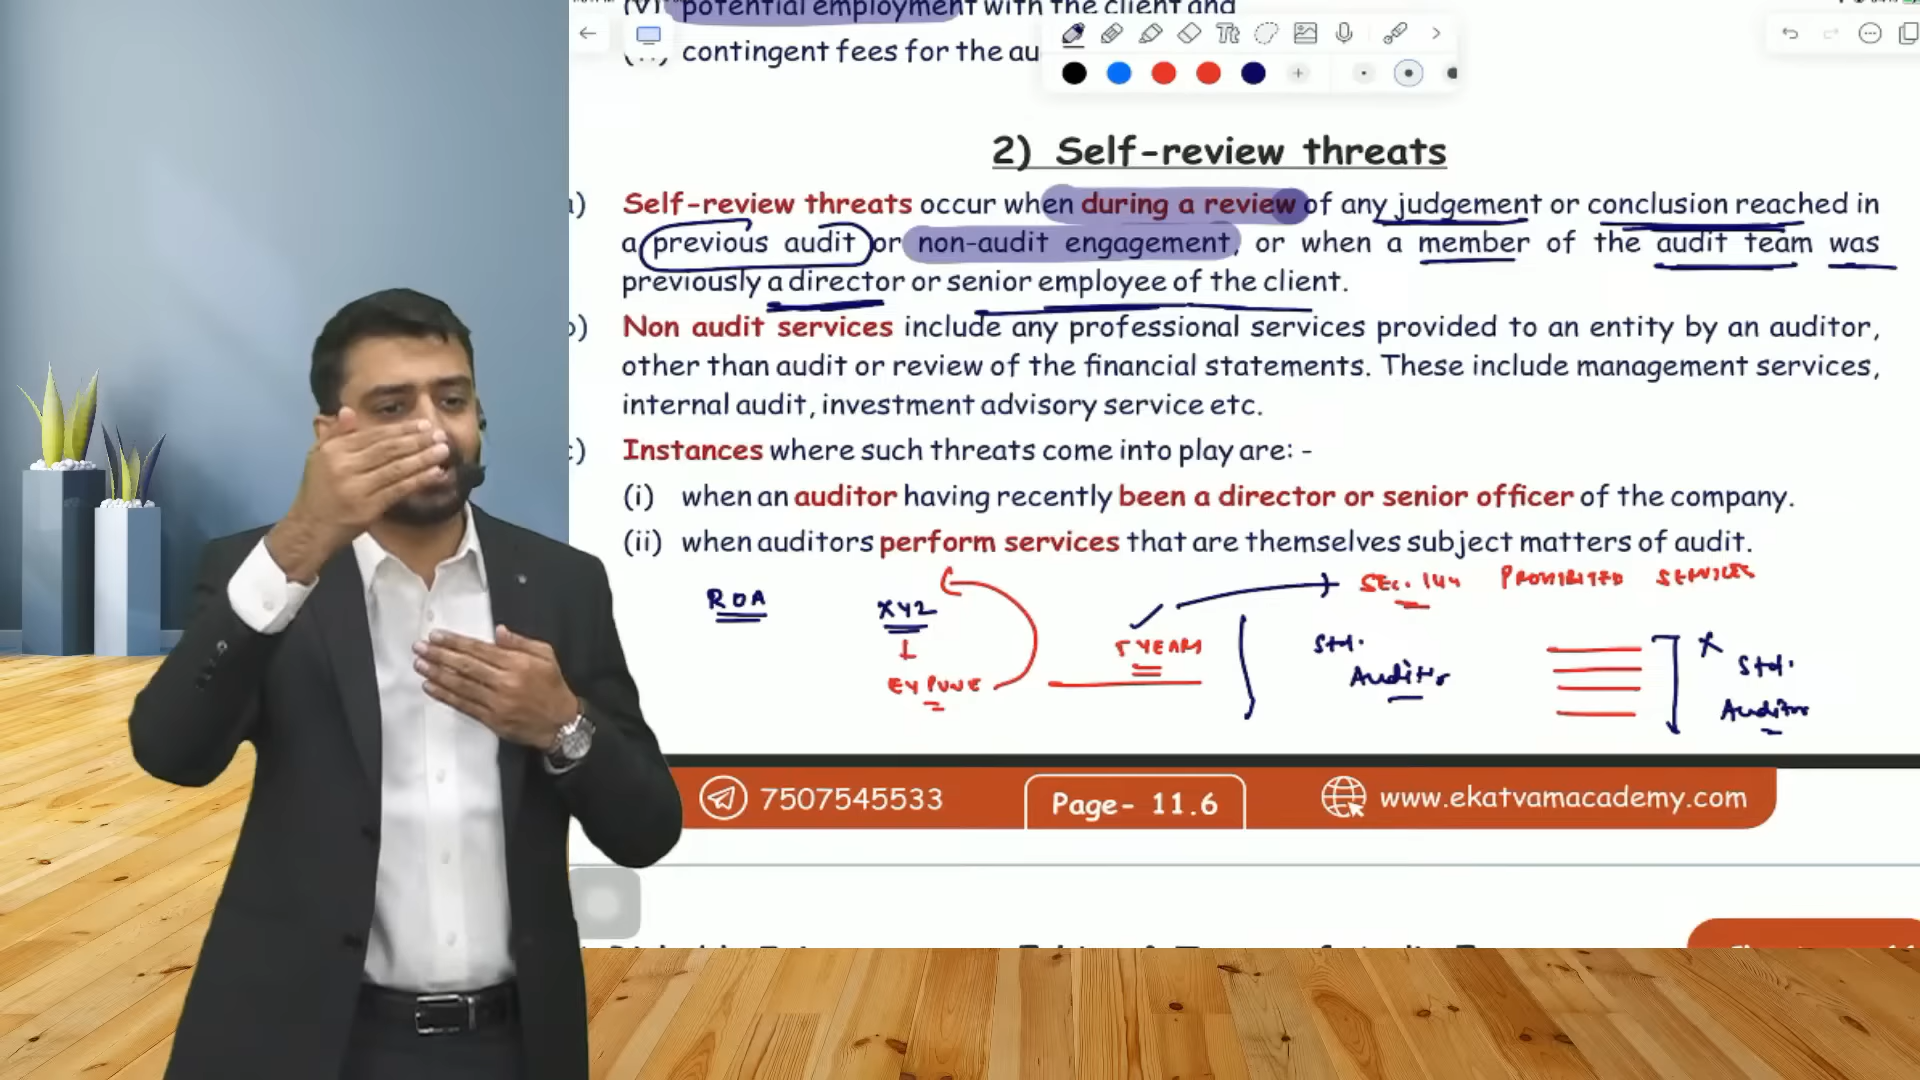 (v) potential employment with the client and
contingent fees for the au
2) Self-review threats
Self-review threats occur when during a review of any judgement or conclusion reached in
a previous audit or non-audit engagement, or when a member of the audit team was
previously a director or senior employee of the client.
Non audit services include any professional services provided to an entity by an auditor,
other than audit or review of the financial statements. These include management services,
internal audit, investment advisory service etc.
Instances where such threats come into play are: -
(i) when an auditor having recently been a director or senior officer of the company.
(ii) when auditors perform services that are themselves subject matters of audit.
SEC. 144 PROHIBITED SERVICES
XYZ
5 YEARS
Std. Auditor
X Std. Auditor
EY PUNE
7507545533
Page- 11.6
www.ekatvamacademy.com